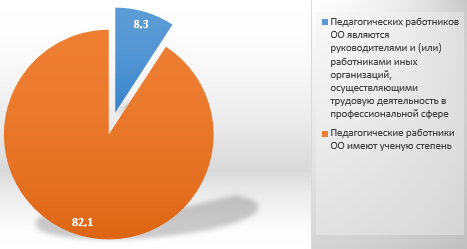 8,3
82,1
Педагогических работников
ОО являются
руководителями и (или)
работниками иных
организаций,
осуществляющими
трудовую деятельность в
профессиональной сфере
Педагогические работники
ОО имеют ученую степень